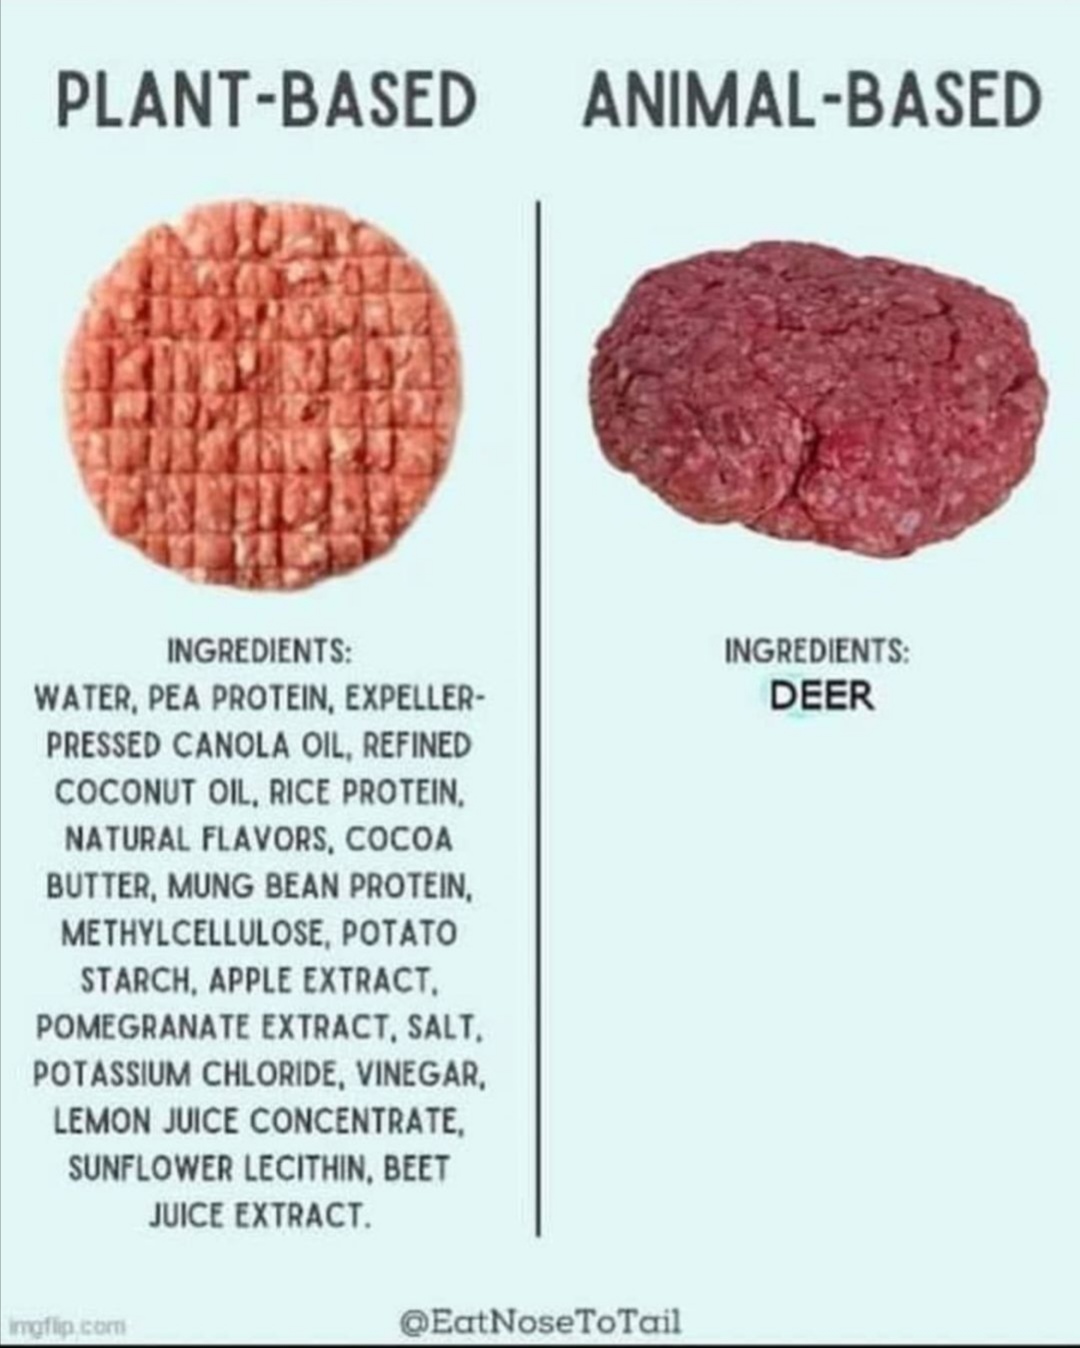 PLANT-BASED
ANIMAL-BASED
INGREDIENTS:
WATER, PEA PROTEIN, EXPELLER-
PRESSED CANOLA OIL, REFINED
COCONUT OIL, RICE PROTEIN,
NATURAL FLAVORS, COCOA
BUTTER, MUNG BEAN PROTEIN,
METHYLCELLULOSE, POTATO
STARCH, APPLE EXTRACT,
POMEGRANATE EXTRACT, SALT,
POTASSIUM CHLORIDE, VINEGAR,
LEMON JUICE CONCENTRATE,
SUNFLOWER LECITHIN, BEET
JUICE EXTRACT.
INGREDIENTS:
DEER
imgflip.com
@EatNoseToTail